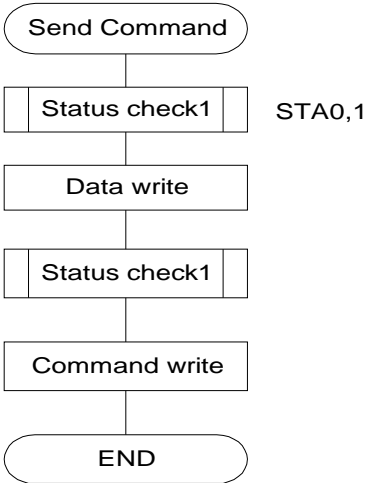 Send Command
Status check1
STA0,1
Data write
Status check1
Command write
END